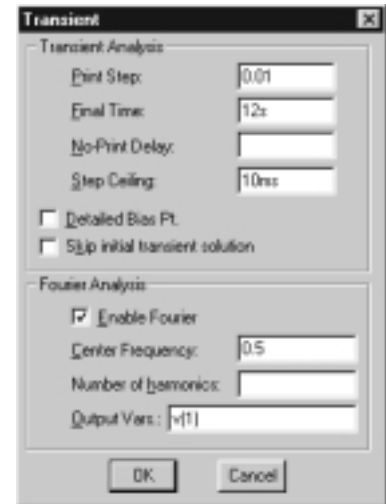 Transient
Transient Analysis
Print Step: 0.01
Final Time: 12s
No-Print Delay:
Step Ceiling: 10ms
Detailed Bias Pt.
Skip initial transient solution
Fourier Analysis
Enable Fourier
Center Frequency: 0.5
Number of harmonics:
Output Vars.: v(1)
OK Cancel